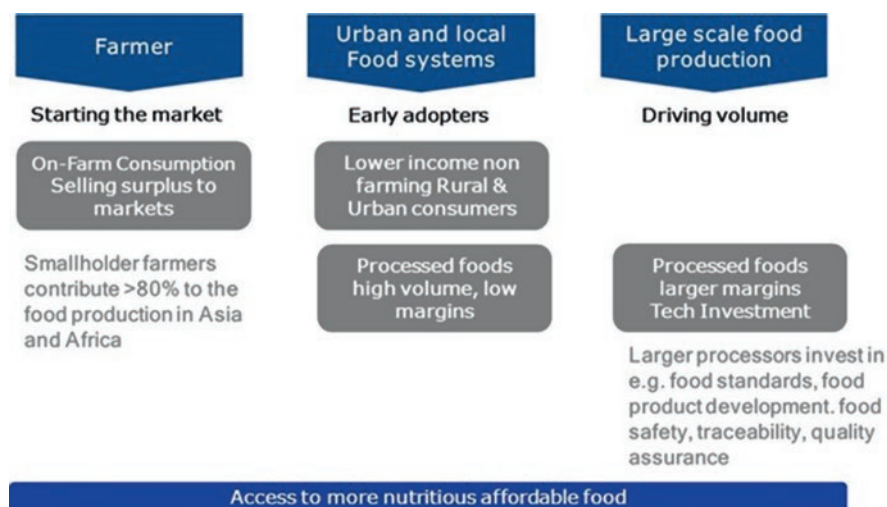 Farmer
Starting the market
On-Farm Consumption
Selling surplus to
markets
Smallholder farmers
contribute >80% to the
food production in Asia
and Africa
Urban and local
Food systems
Early adopters
Lower income non
farming Rural &
Urban consumers
Processed foods
high volume, low
margins
Large scale food
production
Driving volume
Processed foods
larger margins
Tech Investment
Larger processors invest in
e.g. food standards, food
product development. food
safety, traceability, quality
assurance
Access to more nutritious affordable food